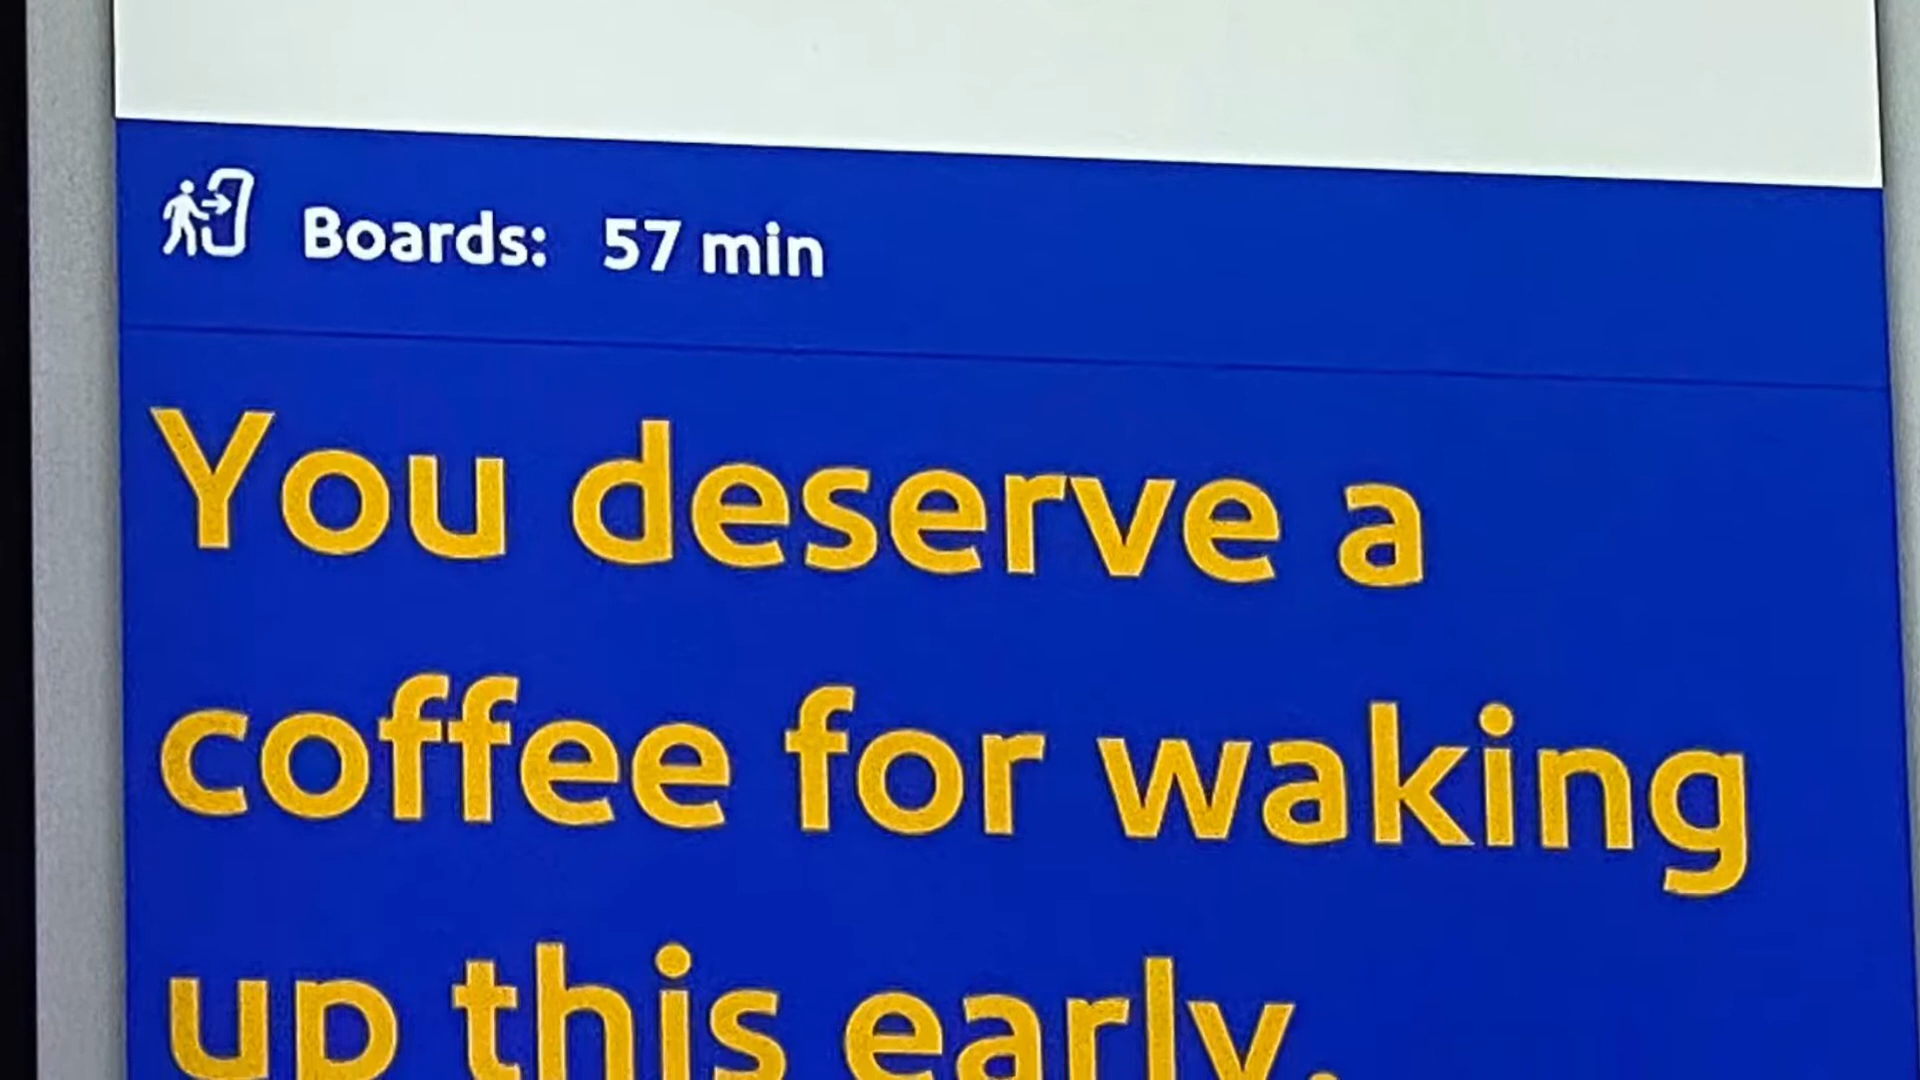 Boards: 57 min
You deserve a
coffee for waking
up this early.